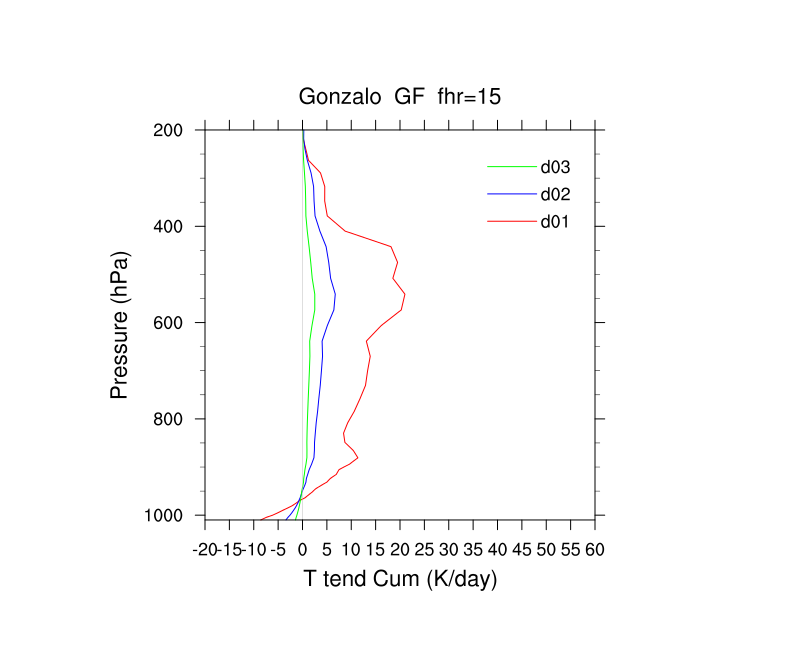 Gonzalo  GF  fhr=15
200
400
600
800
1000
Pressure (hPa)
d03
d02
d01
-20 -15 -10 -5 0 5 10 15 20 25 30 35 40 45 50 55 60
T tend Cum (K/day)